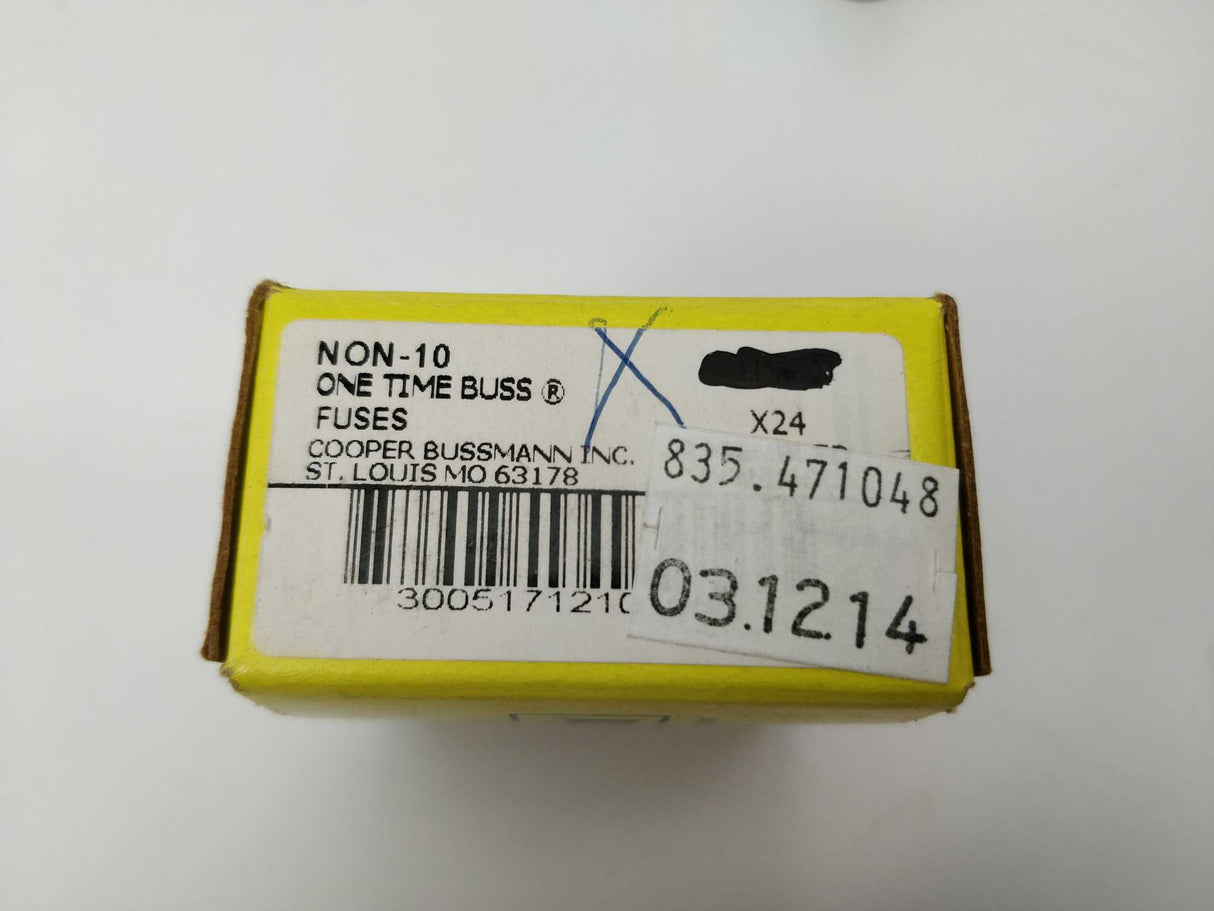 NON-10
ONE TIME BUSS ®
FUSES
COOPER BUSSMANN INC.
ST. LOUIS MO 63178
X24
835.471048
03.12.14
3005171210